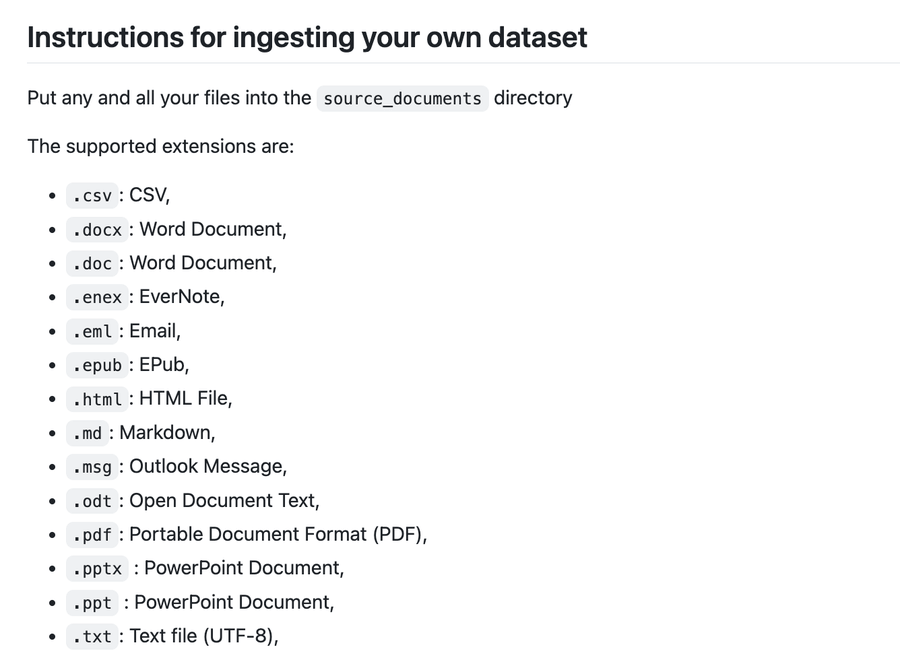 Instructions for ingesting your own dataset
Put any and all your files into the source_documents directory
The supported extensions are:
• .csv: CSV,
• .docx: Word Document,
• .doc: Word Document,
• .enex: EverNote,
• .eml: Email,
• .epub: EPub,
• .html: HTML File,
• .md: Markdown,
• .msg: Outlook Message,
• .odt: Open Document Text,
• .pdf: Portable Document Format (PDF),
• .pptx : PowerPoint Document,
• .ppt : PowerPoint Document,
• .txt: Text file (UTF-8),